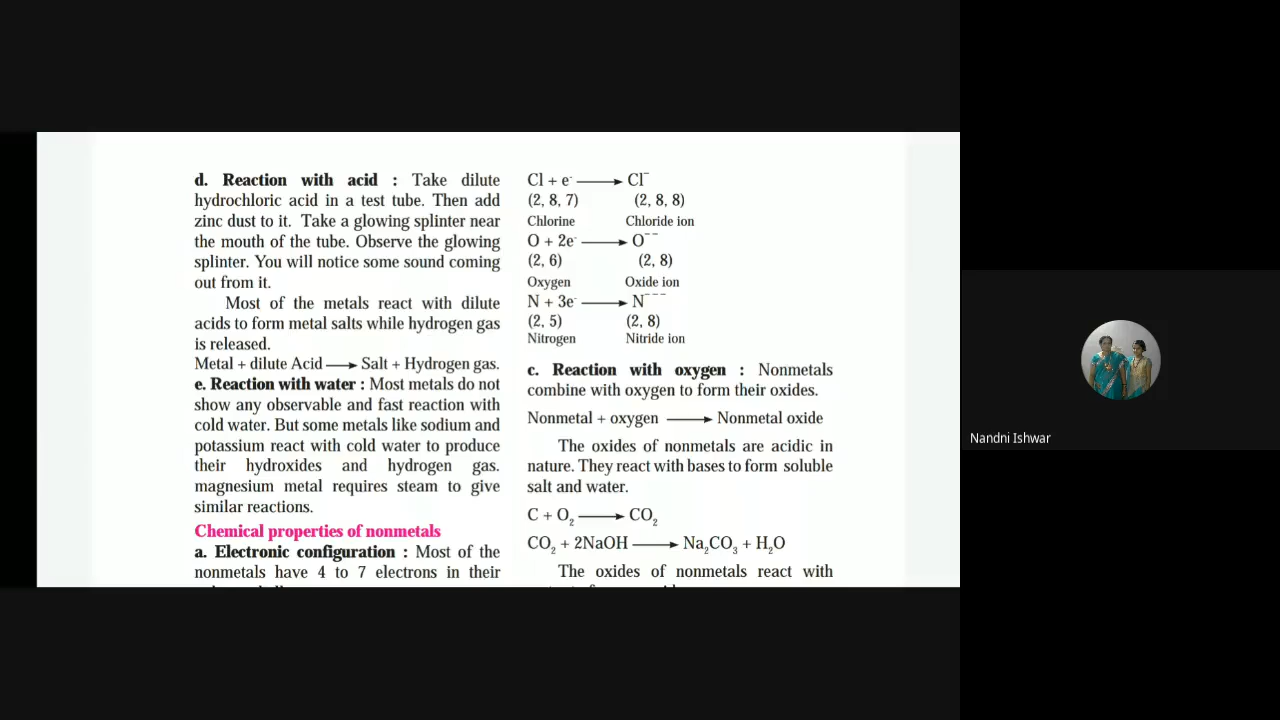 d. Reaction with acid : Take dilute
hydrochloric acid in a test tube. Then add
zinc dust to it. Take a glowing splinter near
the mouth of the tube. Observe the glowing
splinter. You will notice some sound coming
out from it.
Most of the metals react with dilute
acids to form metal salts while hydrogen gas
is released.
Metal + dilute Acid ⟶ Salt + Hydrogen gas.
e. Reaction with water : Most metals do not
show any observable and fast reaction with
cold water. But some metals like sodium and
potassium react with cold water to produce
their hydroxides and hydrogen gas.
magnesium metal requires steam to give
similar reactions.
Chemical properties of nonmetals
a. Electronic configuration : Most of the
nonmetals have 4 to 7 electrons in their
Cl + e⁻ ⟶ Cl⁻
(2, 8, 7) (2, 8, 8)
Chlorine Chloride ion
O + 2e⁻ ⟶ O⁻⁻
(2, 6) (2, 8)
Oxygen Oxide ion
N + 3e⁻ ⟶ N⁻⁻⁻
(2, 5) (2, 8)
Nitrogen Nitride ion
c. Reaction with oxygen : Nonmetals
combine with oxygen to form their oxides.
Nonmetal + oxygen ⟶ Nonmetal oxide
The oxides of nonmetals are acidic in
nature. They react with bases to form soluble
salt and water.
C + O₂ ⟶ CO₂
CO₂ + 2NaOH ⟶ Na₂CO₃ + H₂O
The oxides of nonmetals react with
Nandni Ishwar